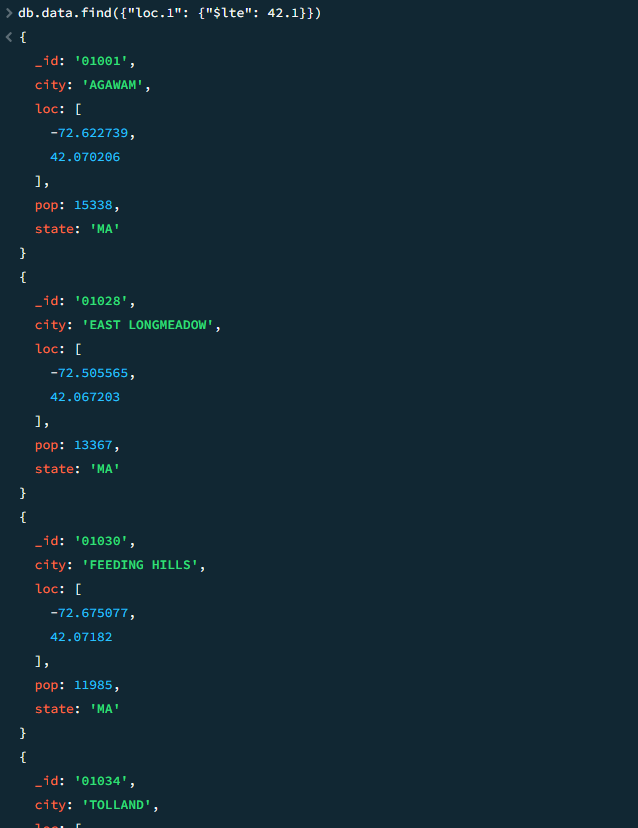 > db.data.find({"loc.1": {"$lte": 42.1}})
< {
_id: '01001',
city: 'AGAWAM',
loc: [
-72.622739,
42.070206
],
pop: 15338,
state: 'MA'
}
{
_id: '01028',
city: 'EAST LONGMEADOW',
loc: [
-72.505565,
42.067203
],
pop: 13367,
state: 'MA'
}
{
_id: '01030',
city: 'FEEDING HILLS',
loc: [
-72.675077,
42.07182
],
pop: 11985,
state: 'MA'
}
{
_id: '01034',
city: 'TOLLAND',
loc: [